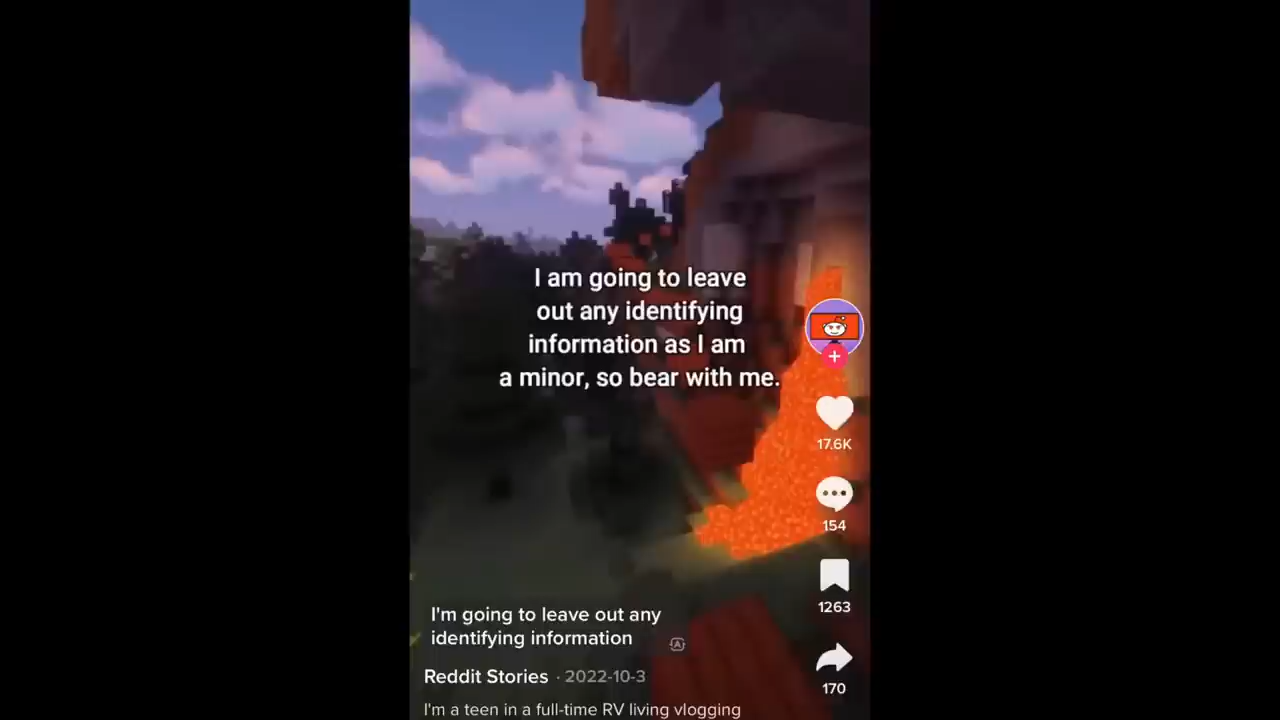 I am going to leave
out any identifying
information as I am
a minor, so bear with me.
17.6K
154
1263
170
I'm going to leave out any
identifying information
Reddit Stories · 2022-10-3
I'm a teen in a full-time RV living vlogging